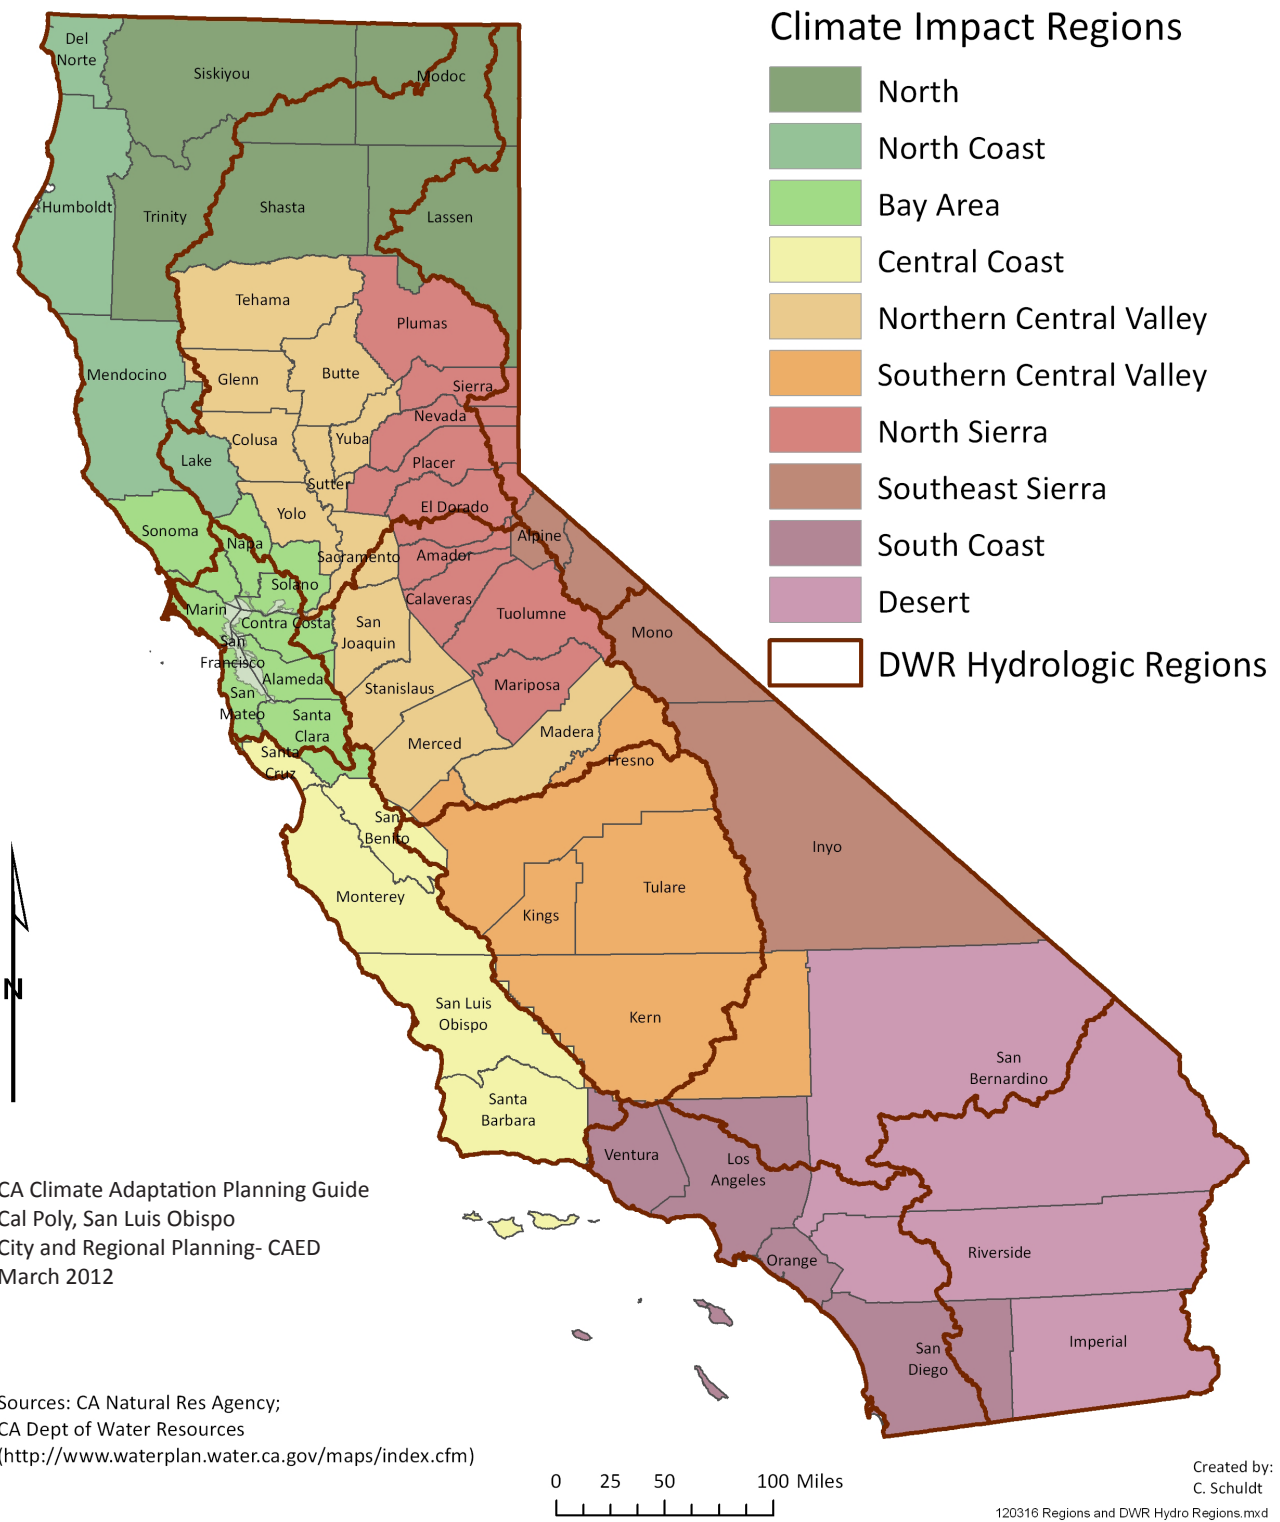 Climate Impact Regions
North
North Coast
Bay Area
Central Coast
Northern Central Valley
Southern Central Valley
North Sierra
Southeast Sierra
South Coast
Desert
DWR Hydrologic Regions
Del
Norte
Siskiyou
Modoc
Humboldt
Trinity
Shasta
Lassen
Tehama
Plumas
Mendocino
Glenn
Butte
Sierra
Nevada
Colusa
Yuba
Lake
Placer
Sutter
El Dorado
Yolo
Sonoma
Napa
Sacramento
Amador
Alpine
Solano
Calaveras
Marin
Contra Costa
San
Joaquin
Tuolumne
Mono
San
Francisco
Alameda
Stanislaus
Mariposa
San
Mateo
Santa
Clara
Merced
Madera
Santa
Cruz
Fresno
San
Benito
Inyo
Monterey
Kings
Tulare
N
San Luis
Obispo
Kern
San
Bernardino
Santa
Barbara
Ventura
Los
Angeles
Orange
Riverside
San
Diego
Imperial
CA Climate Adaptation Planning Guide
Cal Poly, San Luis Obispo
City and Regional Planning- CAED
March 2012
Sources: CA Natural Res Agency;
CA Dept of Water Resources
(http://www.waterplan.water.ca.gov/maps/index.cfm)
0 25 50 100 Miles
Created by:
C. Schuldt
120316 Regions and DWR Hydro Regions.mxd